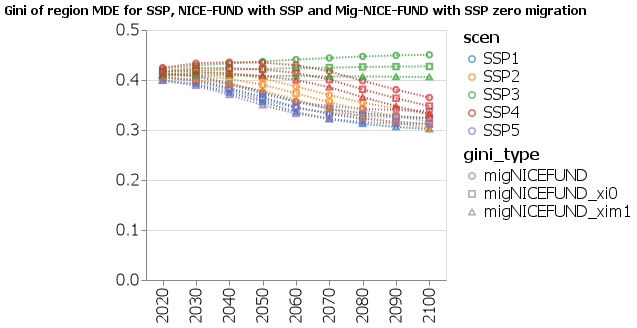 Gini of region MDE for SSP, NICE-FUND with SSP and Mig-NICE-FUND with SSP zero migration
0.5
0.4
0.3
0.2
0.1
0.0
2020
2030
2040
2050
2060
2070
2080
2090
2100
scen
SSP1
SSP2
SSP3
SSP4
SSP5
gini_type
migNICEFUND
migNICEFUND_xi0
migNICEFUND_xim1